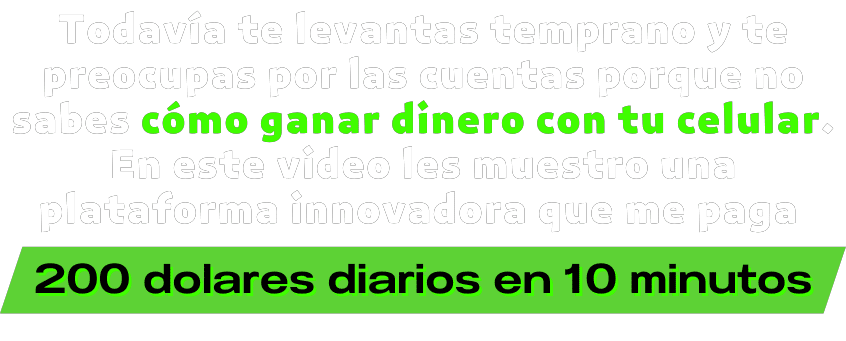 Todavía te levantas temprano y te
preocupas por las cuentas porque no
sabes cómo ganar dinero con tu celular.
En este video les muestro una
plataforma innovadora que me paga
200 dolares diarios en 10 minutos